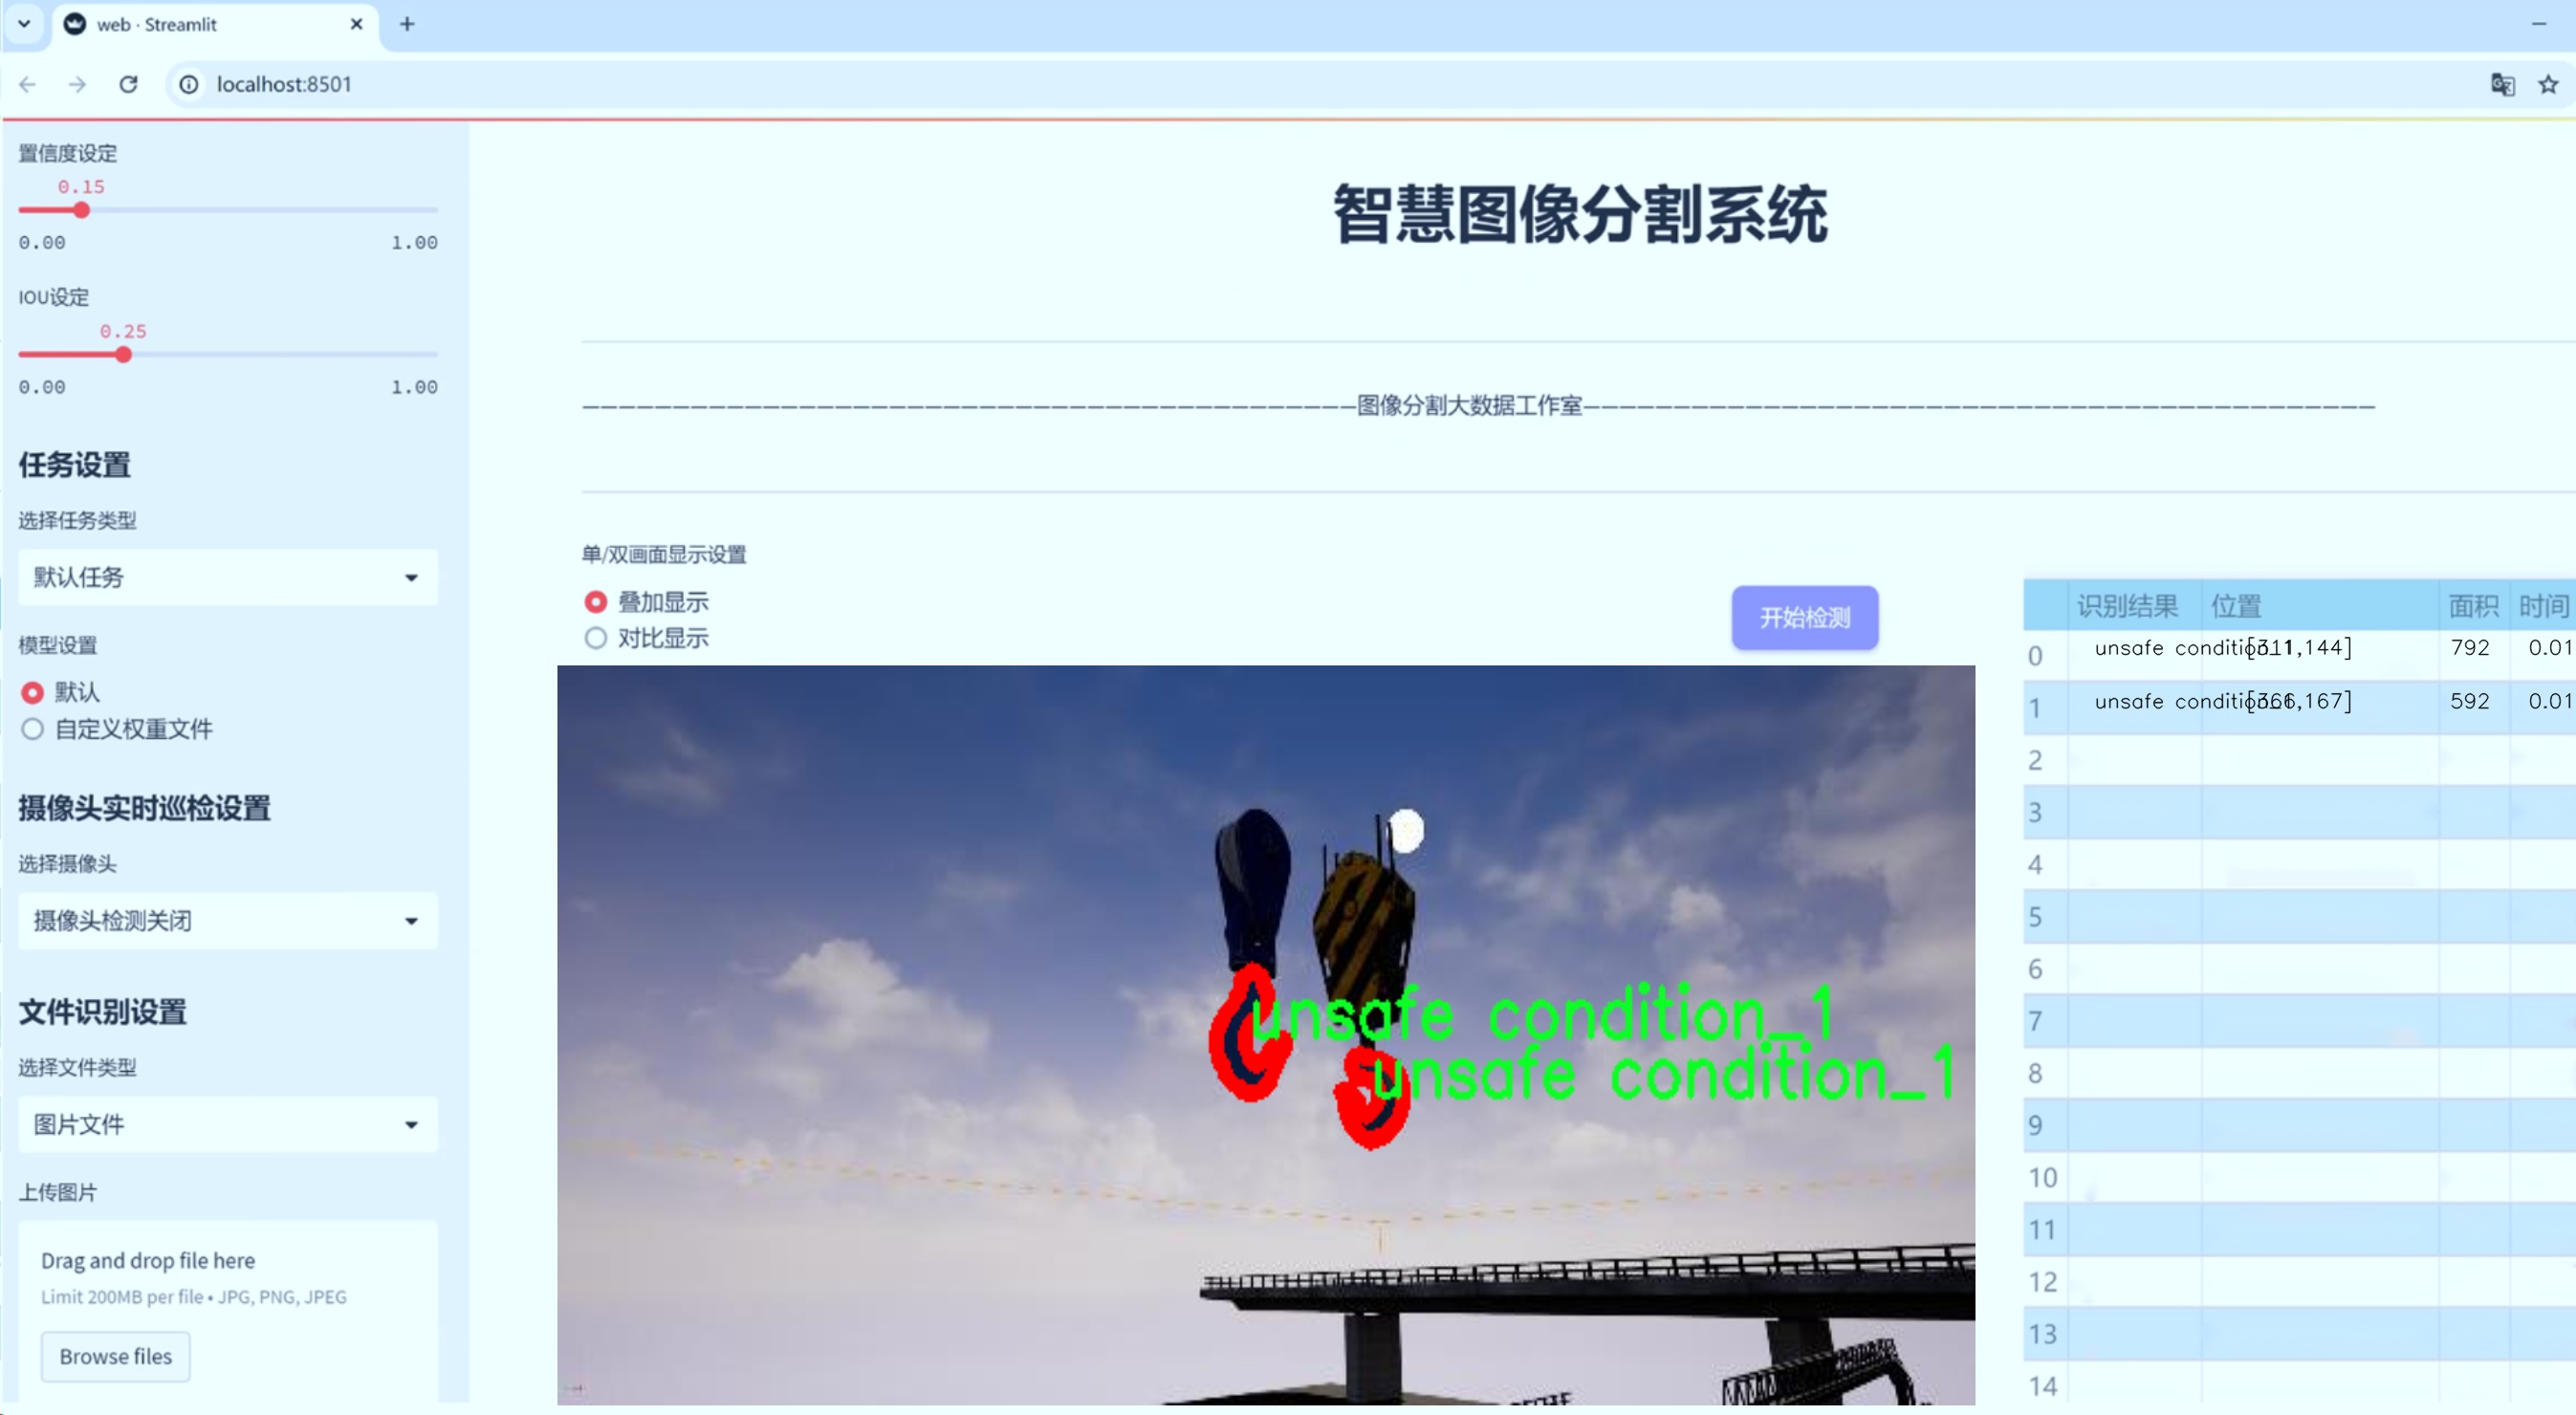 web · Streamlit
localhost:8501
置信度设定
0.15
0.00 1.00
IOU设定
0.25
0.00 1.00
任务设置
选择任务类型
默认任务
模型设置
默认
自定义权重文件
摄像头实时巡检设置
选择摄像头
摄像头检测关闭
文件识别设置
选择文件类型
图片文件
上传图片
Drag and drop file here
Limit 200MB per file • JPG, PNG, JPEG
Browse files
智慧图像分割系统
———————————————————————————————————————————图像分割大数据工作室————————————————————————————————————————————
单/双画面显示设置
叠加显示
对比显示
开始检测
unsafe condition_1
unsafe condition_1
识别结果 位置 面积 时间
0 unsafe condition_1 [311,144] 792 0.01
1 unsafe condition_1 [366,167] 592 0.01
2
3
4
5
6
7
8
9
10
11
12
13
14